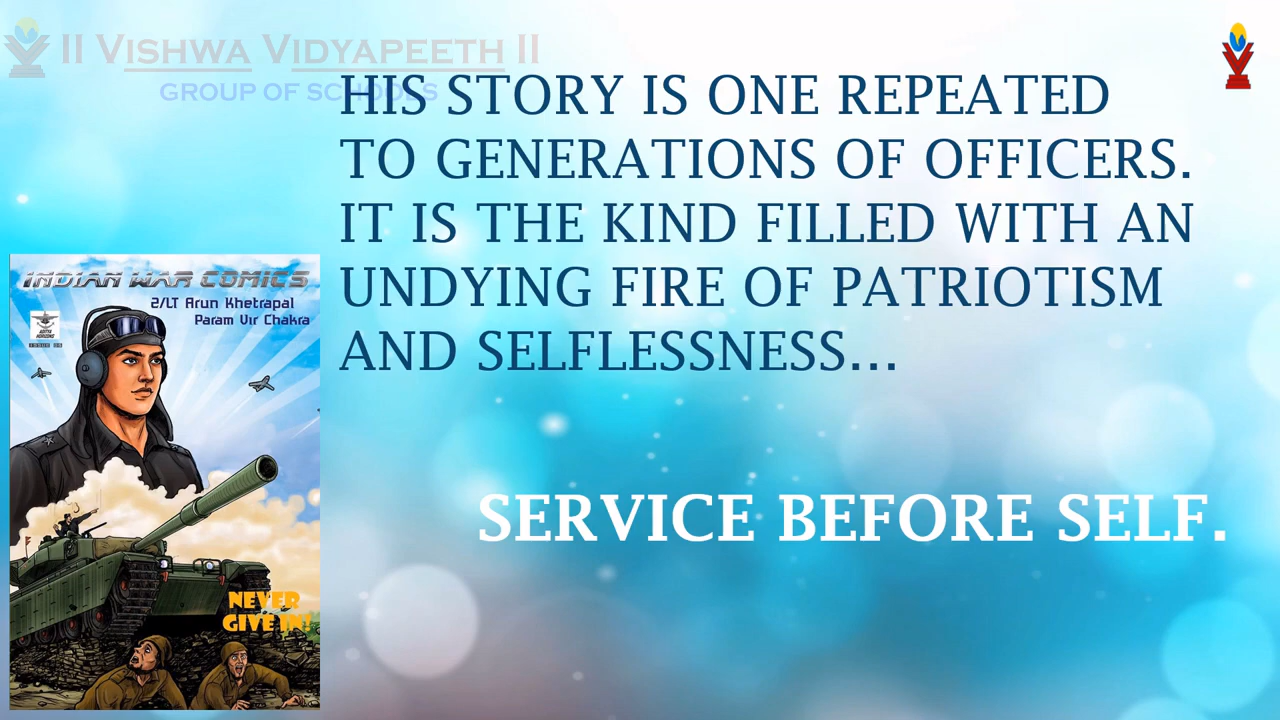 II VISHWA VIDYAPEETH II
GROUP OF SCHOOLS
HIS STORY IS ONE REPEATED
TO GENERATIONS OF OFFICERS.
IT IS THE KIND FILLED WITH AN
UNDYING FIRE OF PATRIOTISM
AND SELFLESSNESS...
SERVICE BEFORE SELF.
INDIAN WAR COMICS
2/LT Arun Khetrapal
Param Vir Chakra
ADITYA
HORIZONS
NEVER
GIVE IN!